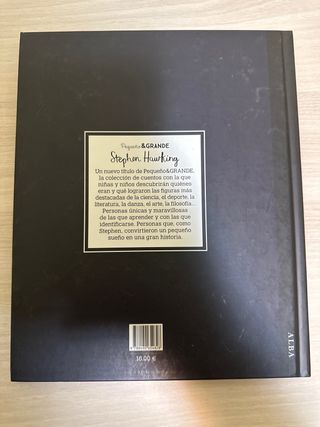 Pequeño&GRANDE
Stephen Hawking
Un nuevo título de Pequeño&GRANDE,
la colección de cuentos con la que
niñas y niños descubrirán quiénes
eran y qué lograron las figuras más
destacadas de la ciencia, el deporte, la
literatura, la danza, el arte, la filosofía...
Personas únicas y maravillosas
de las que aprender y con las que
identificarse. Personas que, como
Stephen, convirtieron un pequeño
sueño en una gran historia.
16.00 €
ALBA